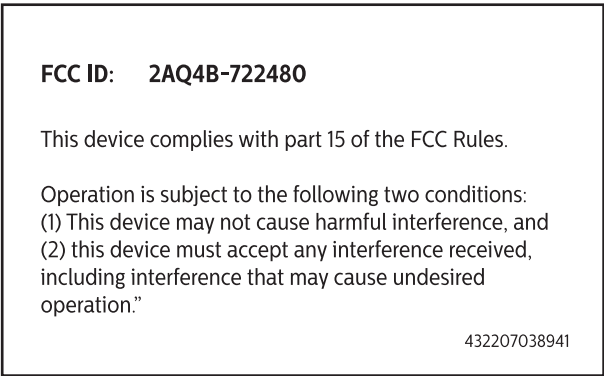 FCC ID: 2AQ4B-722480
This device complies with part 15 of the FCC Rules.
Operation is subject to the following two conditions:
(1) This device may not cause harmful interference, and
(2) this device must accept any interference received,
including interference that may cause undesired
operation.”
432207038941